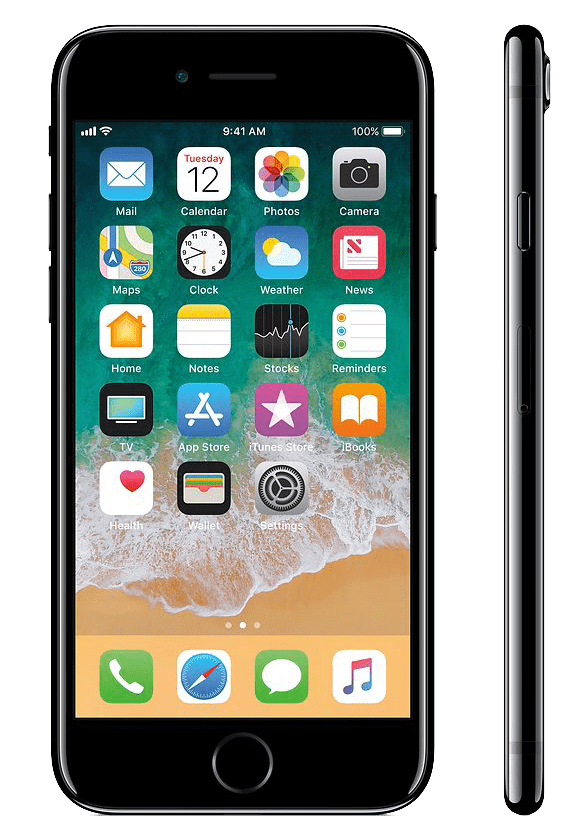 9:41 AM 100%
Tuesday
12
Mail Calendar Photos Camera
280
Maps Clock Weather News
Home Notes Stocks Reminders
TV App Store iTunes Store iBooks
Health Wallet Settings